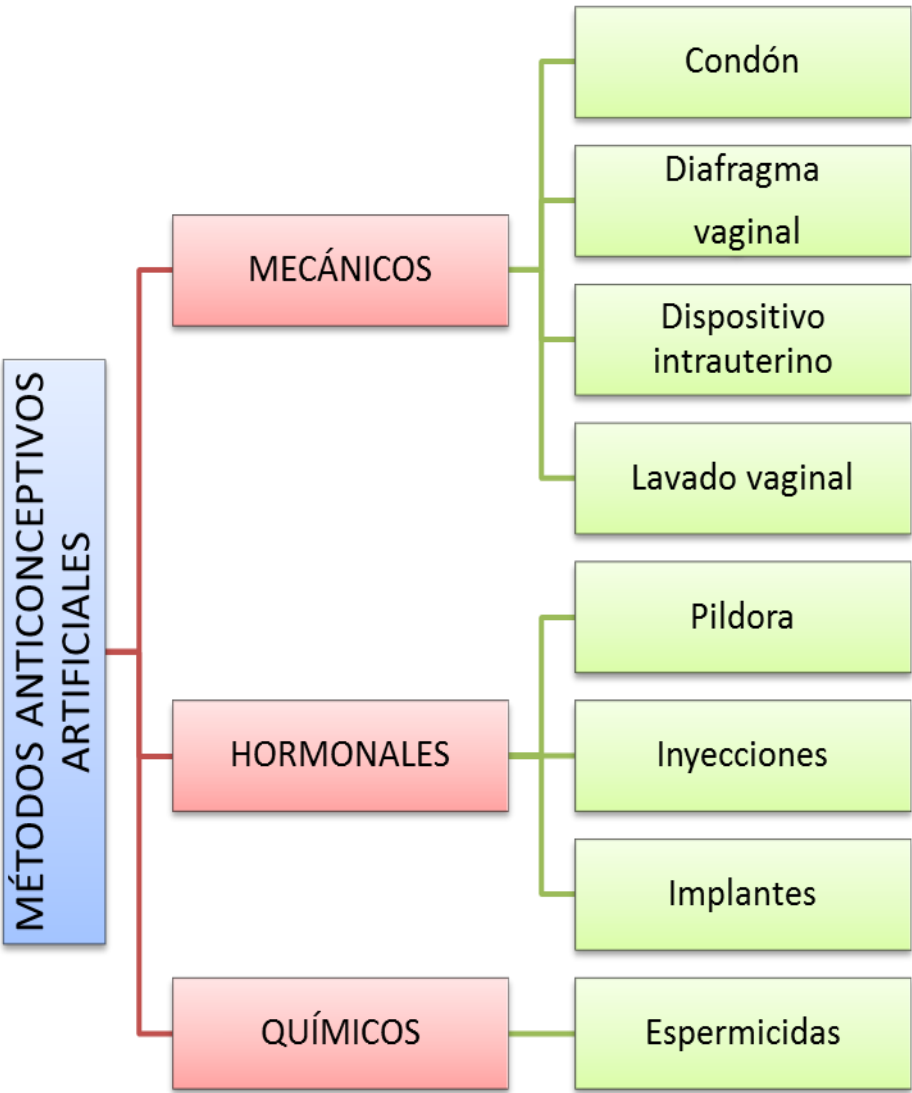 MÉTODOS ANTICONCEPTIVOS
ARTIFICIALES
MECÁNICOS
Condón
Diafragma
vaginal
Dispositivo
intrauterino
Lavado vaginal
HORMONALES
Pildora
Inyecciones
Implantes
QUÍMICOS
Espermicidas